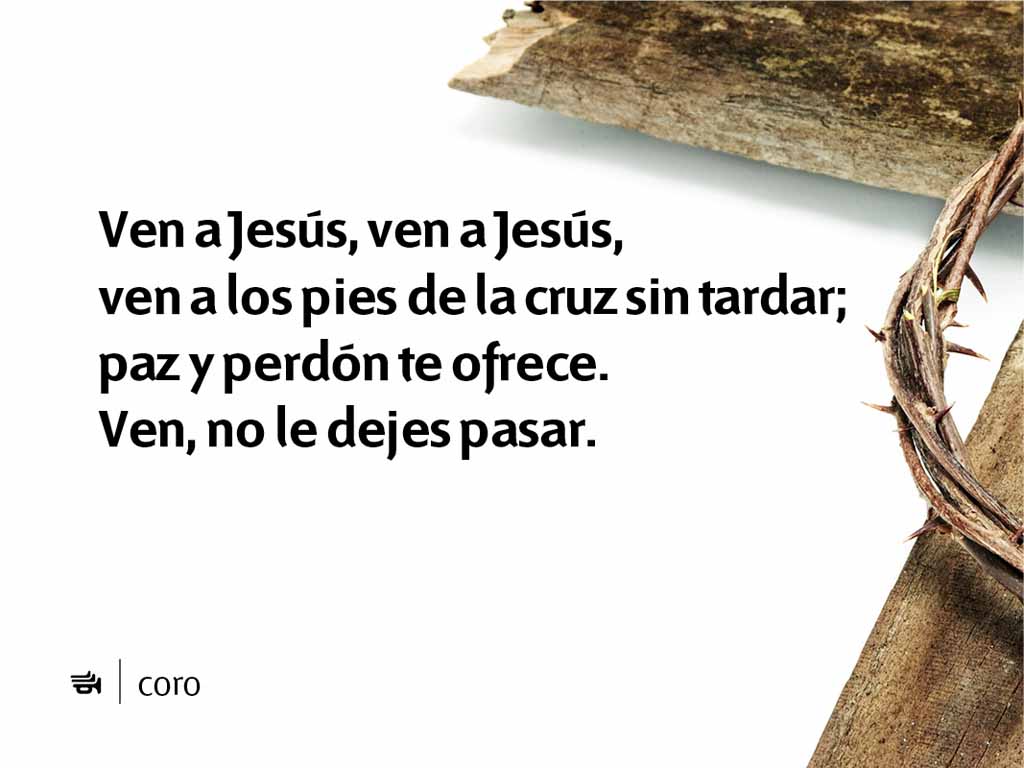 Ven a Jesús, ven a Jesús,
ven a los pies de la cruz sin tardar;
paz y perdón te ofrece.
Ven, no le dejes pasar.
coro